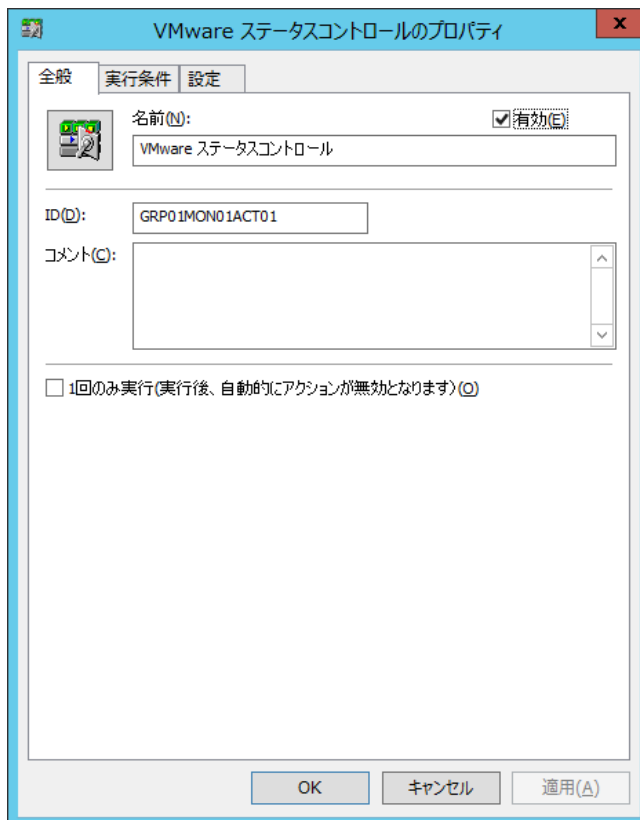 VMware ステータスコントロールのプロパティ
x
全般 実行条件 設定
名前(N): 有効(E)
VMware ステータスコントロール
ID(D): GRP01MON01ACT01
コメント(C):
1回のみ実行(実行後、自動的にアクションが無効となります)(O)
OK キャンセル 適用(A)